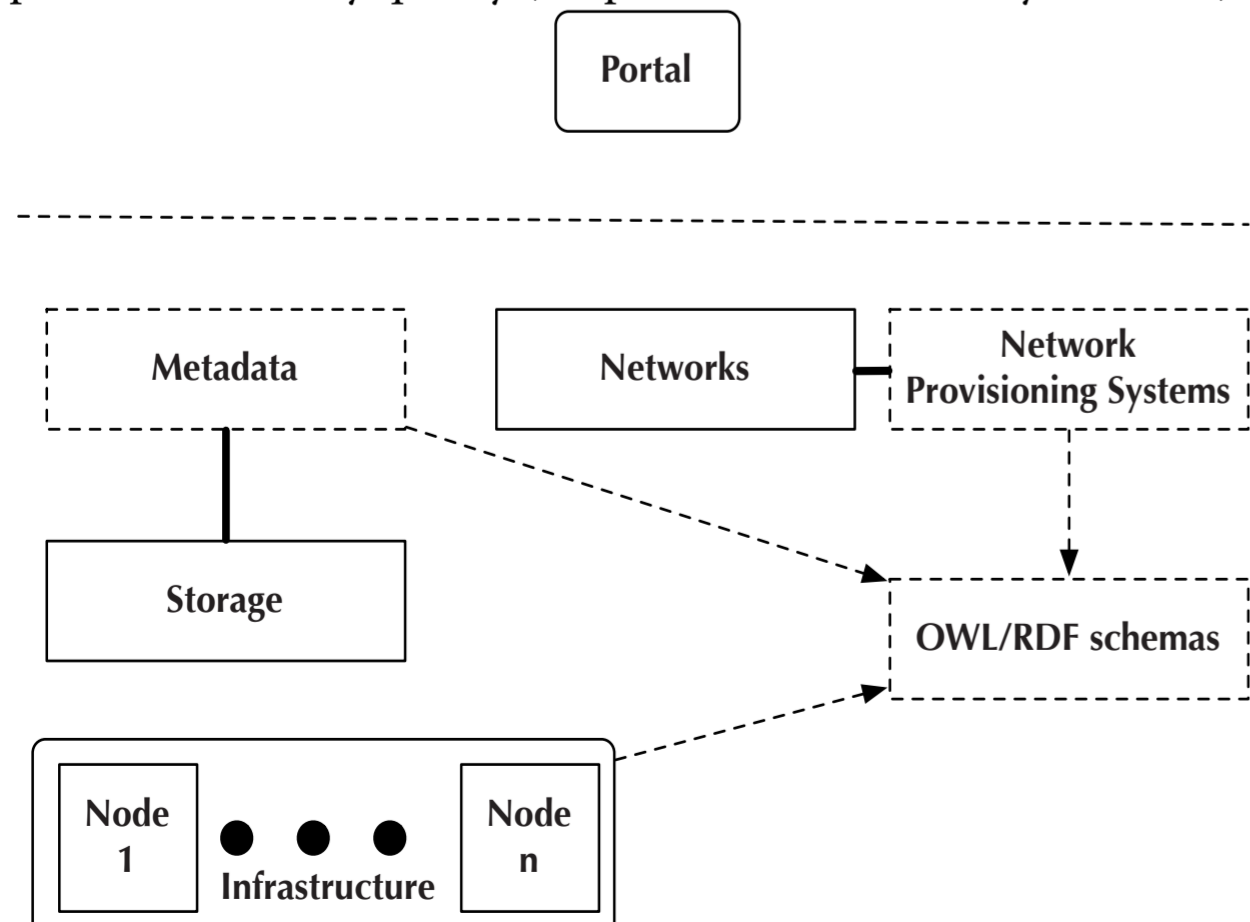 Portal
Metadata
Networks
Network
Provisioning Systems
Storage
OWL/RDF schemas
Node
1
Node
n
Infrastructure